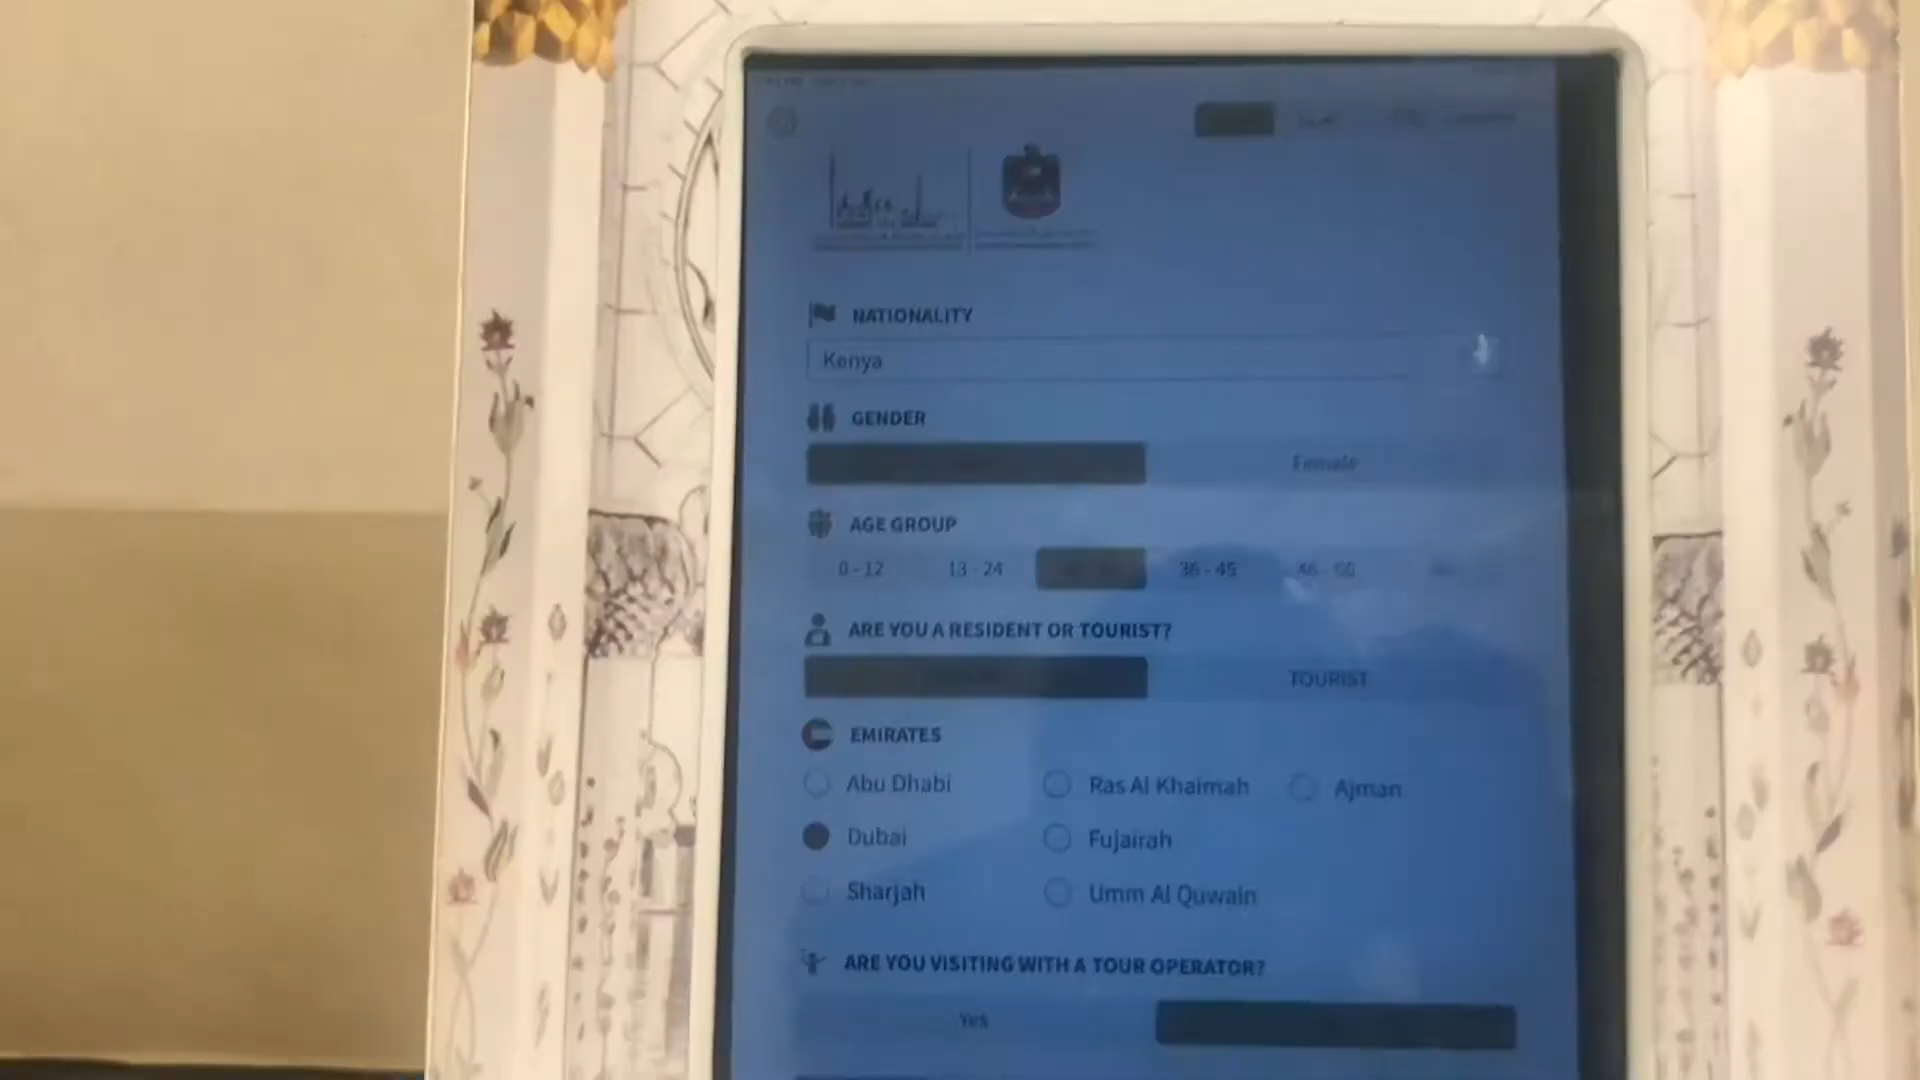 NATIONALITY
Kenya
GENDER
Female
AGE GROUP
0 - 12 13 - 24 36 - 45 46 - 60
ARE YOU A RESIDENT OR TOURIST?
TOURIST
EMIRATES
Abu Dhabi Ras Al Khaimah Ajman
Dubai Fujairah
Sharjah Umm Al Quwain
ARE YOU VISITING WITH A TOUR OPERATOR?
Yes